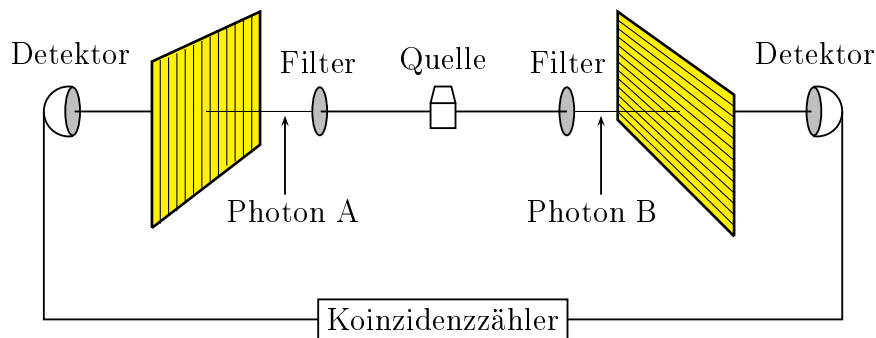 Detektor
Filter
Quelle
Filter
Detektor
Photon A
Photon B
Koinzidenzzähler